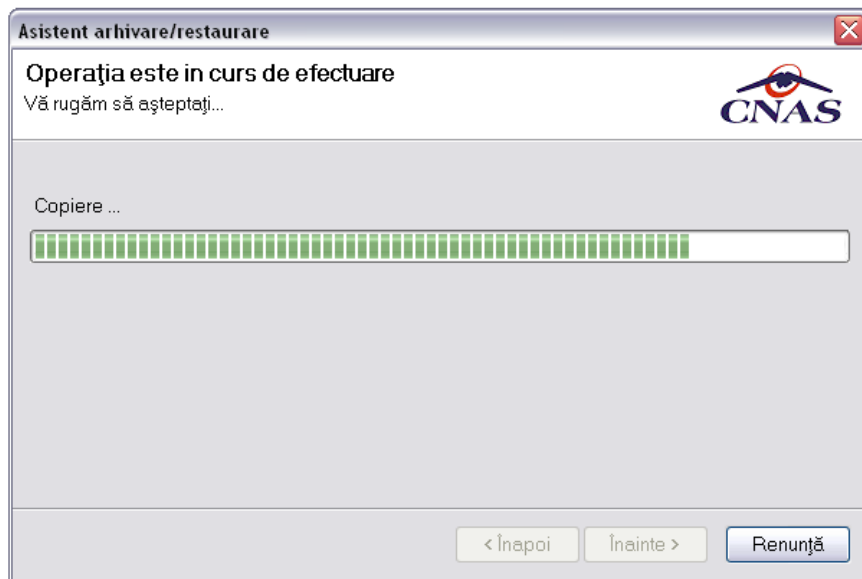 Asistent arhivare/restaurare
Operaţia este in curs de efectuare
Vă rugăm să aşteptaţi...
CNAS
Copiere ...
< Înapoi
Înainte >
Renunţă